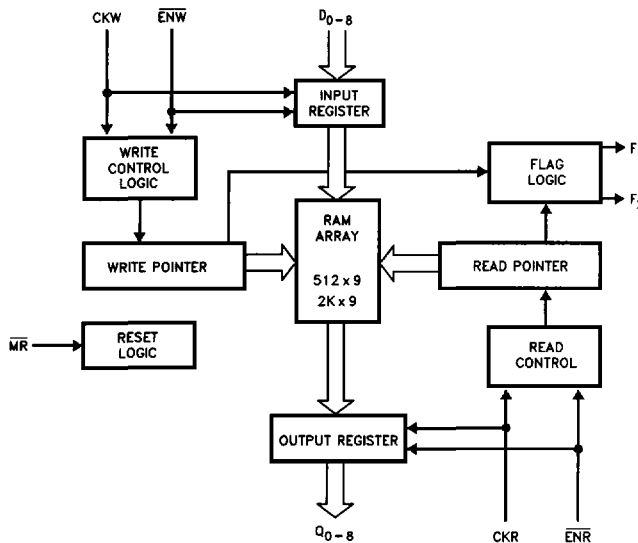 CKW
ENW
D0–8
INPUT
REGISTER
WRITE
CONTROL
LOGIC
FLAG
LOGIC
F
F
RAM
ARRAY
512 x 9
2K x 9
WRITE POINTER
READ POINTER
MR
RESET
LOGIC
READ
CONTROL
OUTPUT REGISTER
Q0–8
CKR
ENR